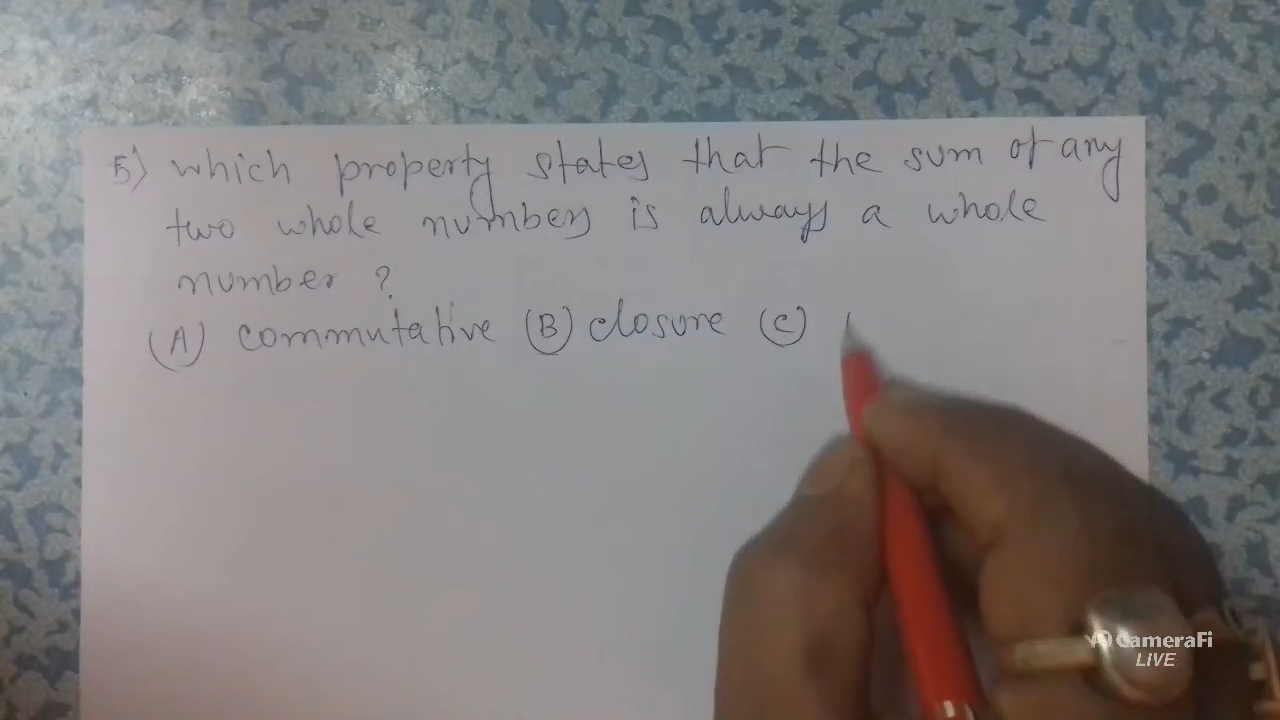 5) which property states that the sum of any
two whole numbers is always a whole
number ?
(A) commutative (B) closure (C)
CameraFi
LIVE